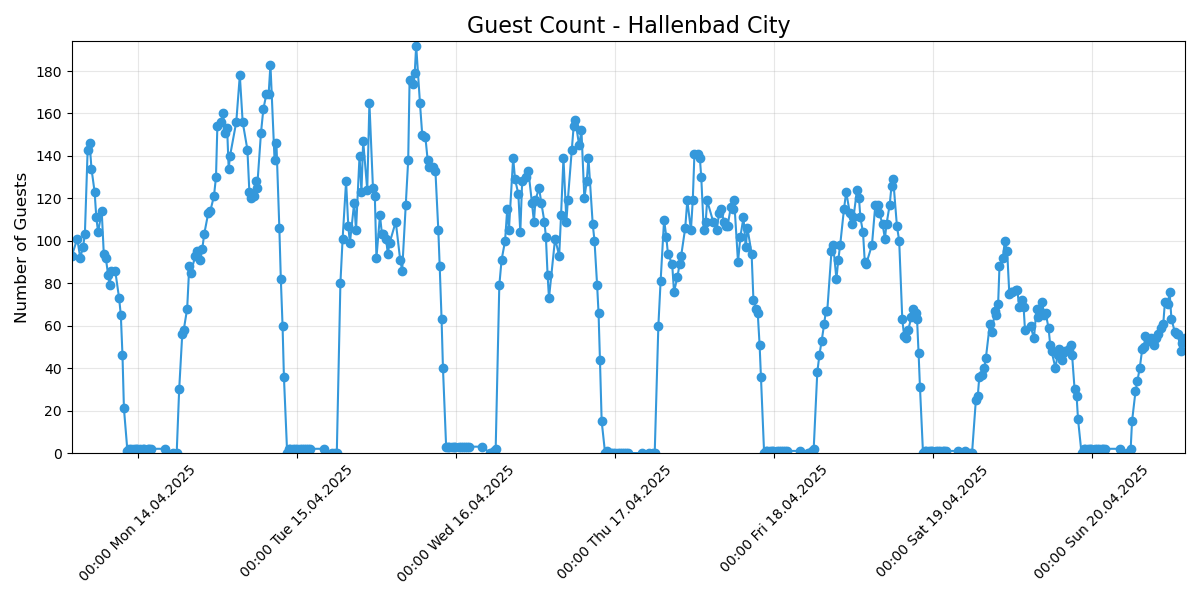 Guest Count - Hallenbad City
Number of Guests
180
160
140
120
100
80
60
40
20
0
00:00 Mon 14.04.2025
00:00 Tue 15.04.2025
00:00 Wed 16.04.2025
00:00 Thu 17.04.2025
00:00 Fri 18.04.2025
00:00 Sat 19.04.2025
00:00 Sun 20.04.2025